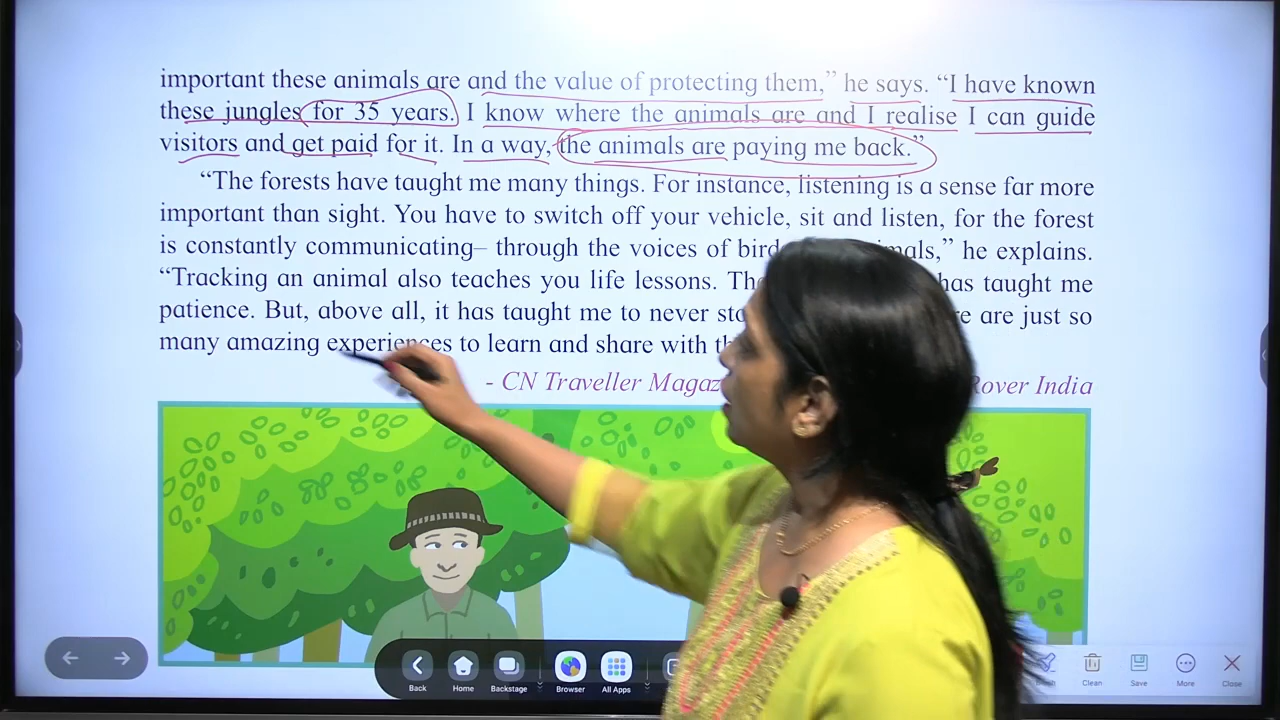 important these animals are and the value of protecting them,” he says. “I have known
these jungles for 35 years. I know where the animals are and I realise I can guide
visitors and get paid for it. In a way, the animals are paying me back.”
“The forests have taught me many things. For instance, listening is a sense far more
important than sight. You have to switch off your vehicle, sit and listen, for the forest
is constantly communicating– through the voices of bird
he explains.
“Tracking an animal also teaches you life lessons. has taught me
patience. But, above all, it has taught me to never are just so
many amazing experiences to learn and share with
- CN Traveller Rover India
Back
Home
Backstage
Browser
All Apps
Clean
Save
More
Close